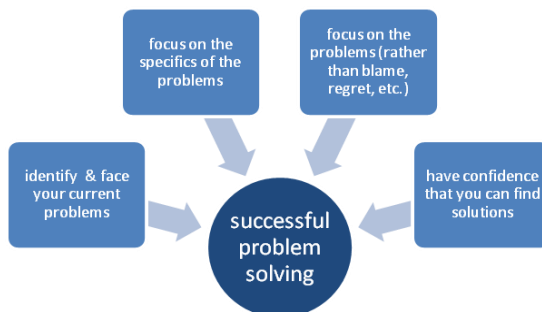 focus on the
specifics of the
problems
focus on the
problems (rather
than blame,
regret, etc.)
identify & face
your current
problems
have confidence
that you can find
solutions
successful
problem
solving